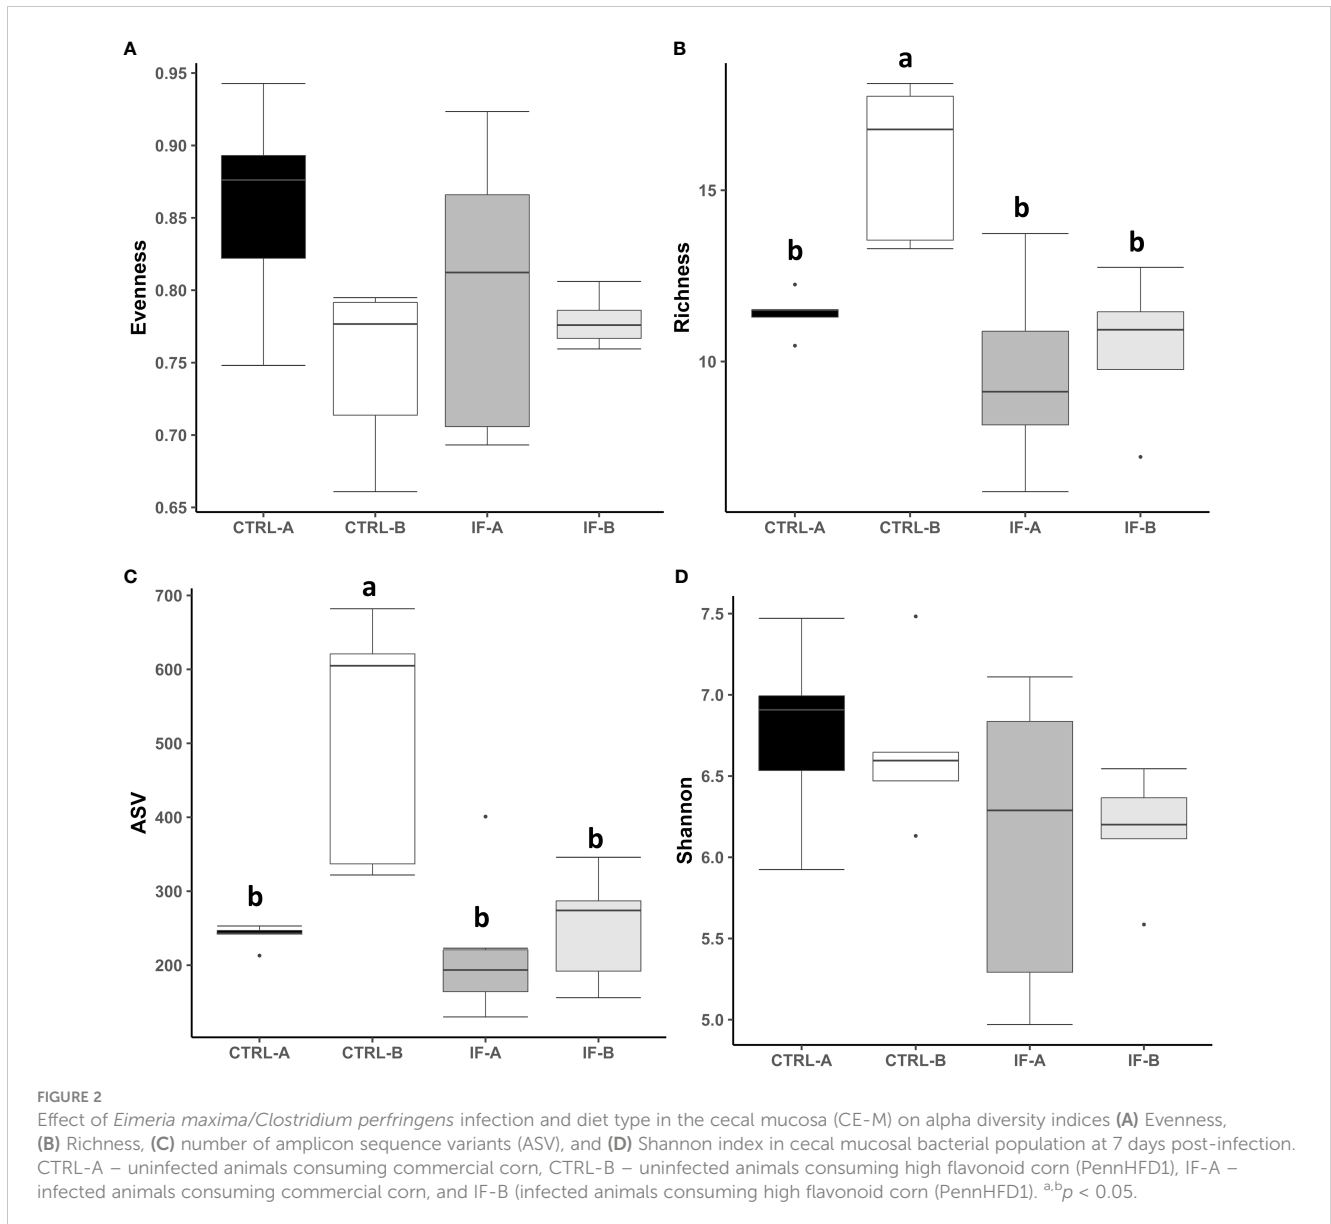 A
Evenness
0.95
0.90
0.85
0.80
0.75
0.70
0.65
CTRL-A CTRL-B IF-A IF-B
B
Richness
15
10
b
a
b
b
CTRL-A CTRL-B IF-A IF-B
C
ASV
700
600
500
400
300
200
b
a
b
b
CTRL-A CTRL-B IF-A IF-B
D
Shannon
7.5
7.0
6.5
6.0
5.5
5.0
CTRL-A CTRL-B IF-A IF-B
FIGURE 2
Effect of Eimeria maxima/Clostridium perfringens infection and diet type in the cecal mucosa (CE-M) on alpha diversity indices (A) Evenness,
(B) Richness, (C) number of amplicon sequence variants (ASV), and (D) Shannon index in cecal mucosal bacterial population at 7 days post-infection.
CTRL-A – uninfected animals consuming commercial corn, CTRL-B – uninfected animals consuming high flavonoid corn (PennHFD1), IF-A –
infected animals consuming commercial corn, and IF-B (infected animals consuming high flavonoid corn (PennHFD1). a,bp < 0.05.